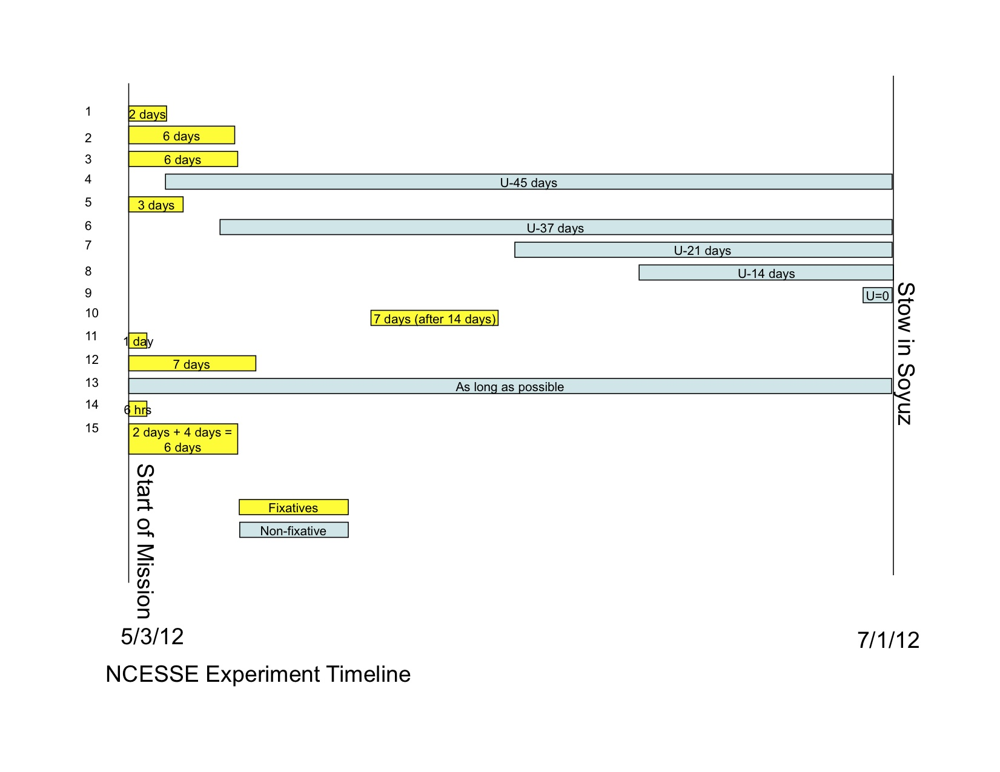 1
2 days
2
6 days
3
6 days
4
U-45 days
5
3 days
6
U-37 days
7
U-21 days
8
U-14 days
9
U=0
10
7 days (after 14 days)
11
1 day
12
7 days
13
As long as possible
14
6 hrs
15
2 days + 4 days =
6 days
Stow in Soyuz
Start of Mission
Fixatives
Non-fixative
5/3/12
7/1/12
NCESSE Experiment Timeline